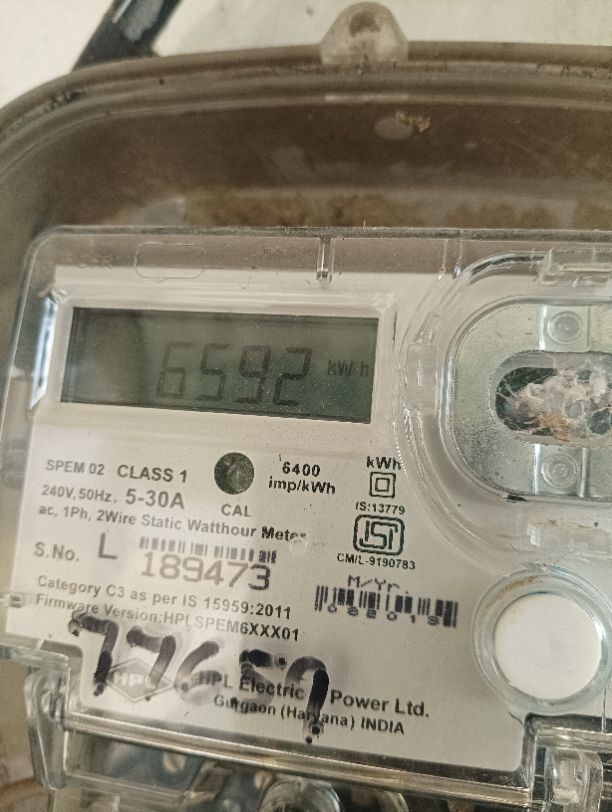 6592 kWh
SPEM 02 CLASS 1
6400 imp/kWh
kWh
240V, 50Hz, 5-30A
CAL
IS:13779
ac, 1Ph, 2Wire Static Watthour Meter
ISI
CM/L-9190783
S.No. L 189473
M/Yr.
Category C3 as per IS 15959:2011
Firmware Version:HPLSPEM6XXX01
HPL Electric Power Ltd.
Gurgaon (Haryana) INDIA